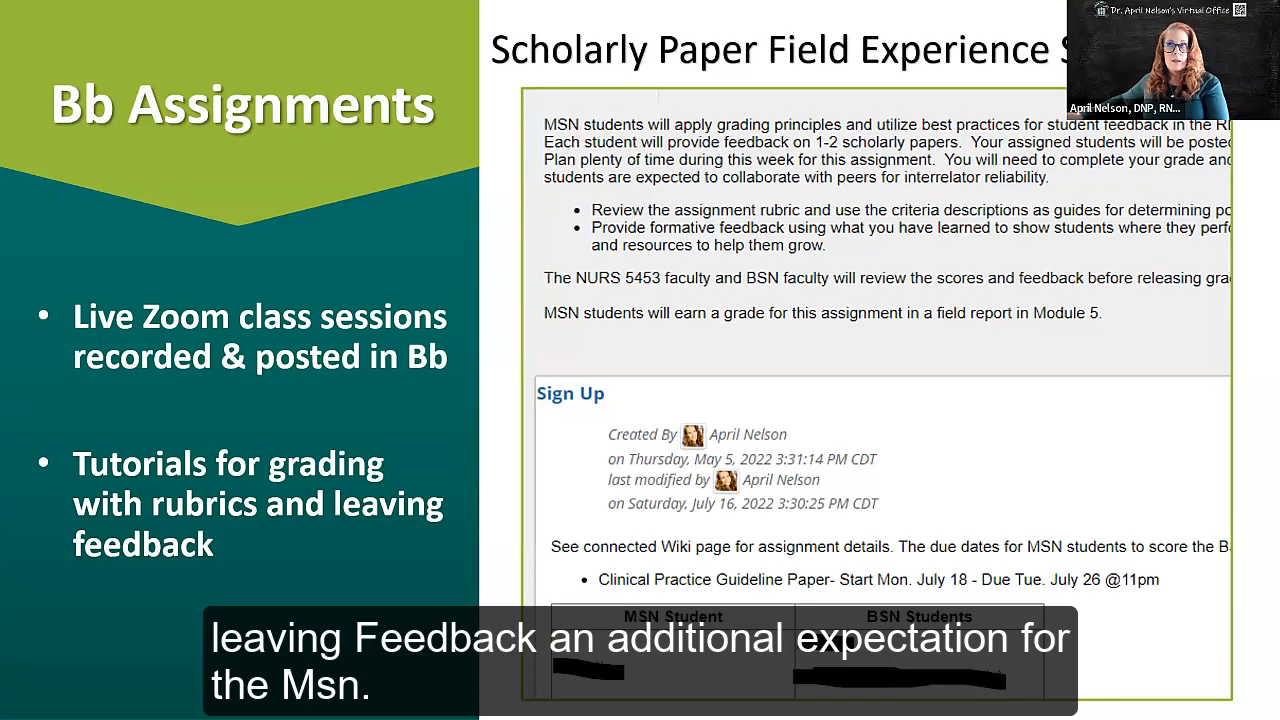 Bb Assignments
• Live Zoom class sessions
recorded & posted in Bb
• Tutorials for grading
with rubrics and leaving
feedback
Scholarly Paper Field Experience
Dr. April Nelson's Virtual Office
April Nelson, DNP, RN...
MSN students will apply grading principles and utilize best practices for student feedback in the
Each student will provide feedback on 1-2 scholarly papers. Your assigned students will be posted
Plan plenty of time during this week for this assignment. You will need to complete your grade and
students are expected to collaborate with peers for interrelator reliability.
• Review the assignment rubric and use the criteria descriptions as guides for determining
• Provide formative feedback using what you have learned to show students where they
and resources to help them grow.
The NURS 5453 faculty and BSN faculty will review the scores and feedback before releasing
MSN students will earn a grade for this assignment in a field report in Module 5.
Sign Up
Created By April Nelson
on Thursday, May 5, 2022 3:31:14 PM CDT
last modified by April Nelson
on Saturday, July 16, 2022 3:30:25 PM CDT
See connected Wiki page for assignment details. The due dates for MSN students to score the
• Clinical Practice Guideline Paper- Start Mon. July 18 - Due Tue. July 26 @11pm
MSN Student BSN Students
leaving Feedback an additional expectation for
the Msn.